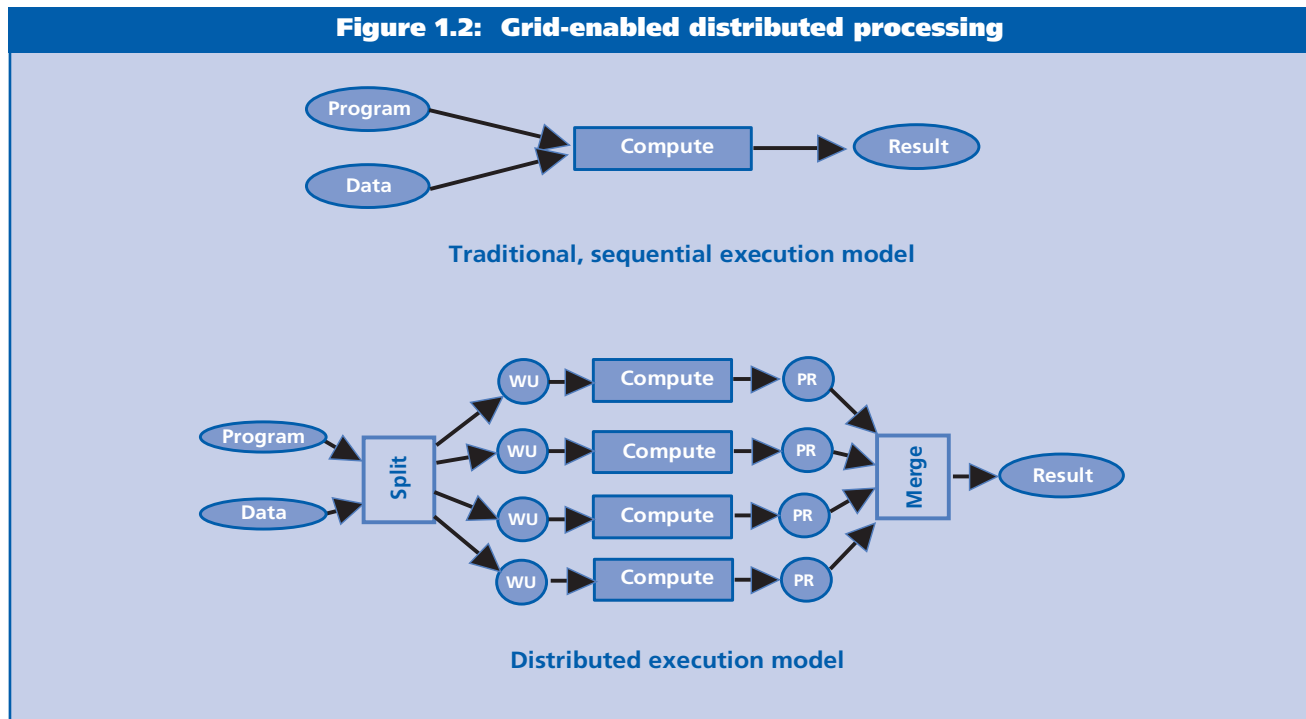 Figure 1.2: Grid-enabled distributed processing
Program
Data
Compute
Result
Traditional, sequential execution model
Program
Data
Split
WU
Compute
PR
WU
Compute
PR
WU
Compute
PR
WU
Compute
PR
Merge
Result
Distributed execution model